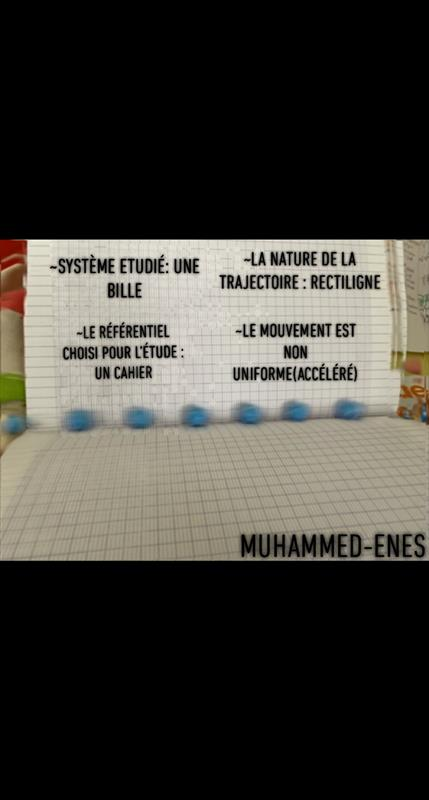 ~SYSTÈME ETUDIÉ: UNE
BILLE
~LA NATURE DE LA
TRAJECTOIRE : RECTILIGNE
~LE RÉFÉRENTIEL
CHOISI POUR L'ÉTUDE :
UN CAHIER
~LE MOUVEMENT EST
NON
UNIFORME(ACCÉLÉRÉ)
MUHAMMED-ENES